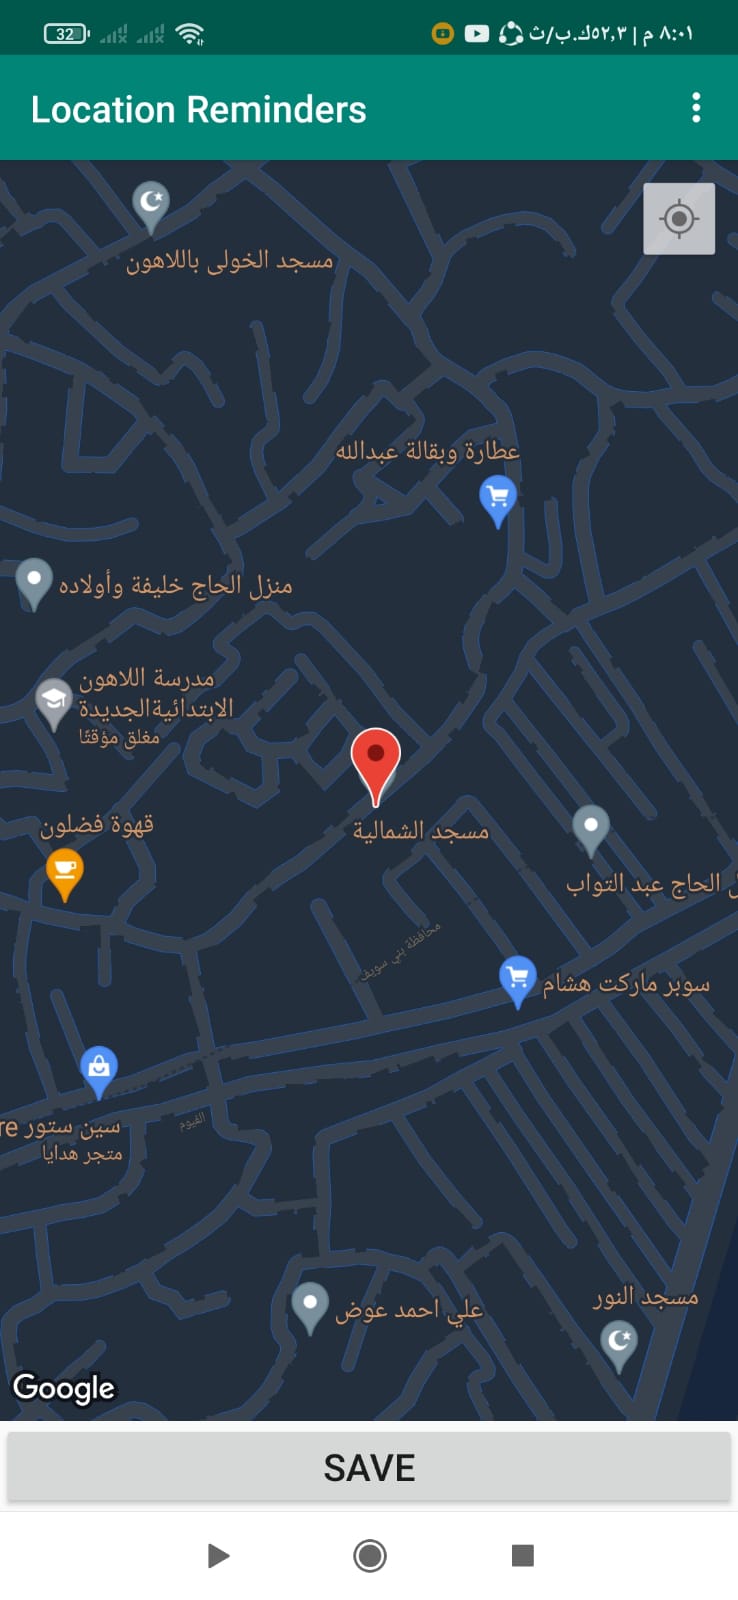 32
٨:٠١ م | ٥٢,٣ك.ب/ث
Location Reminders
مسجد الخولى باللاهون
عطارة وبقالة عبدالله
منزل الحاج خليفة وأولاده
مدرسة اللاهون
الابتدائيةالجديدة
مغلق مؤقتًا
مسجد الشمالية
قهوة فضلون
الحاج عبد التواب
محافظة بني سويف
سوبر ماركت هشام
سين ستور re
متجر هدايا
الفيوم
مسجد النور
علي احمد عوض
Google
SAVE